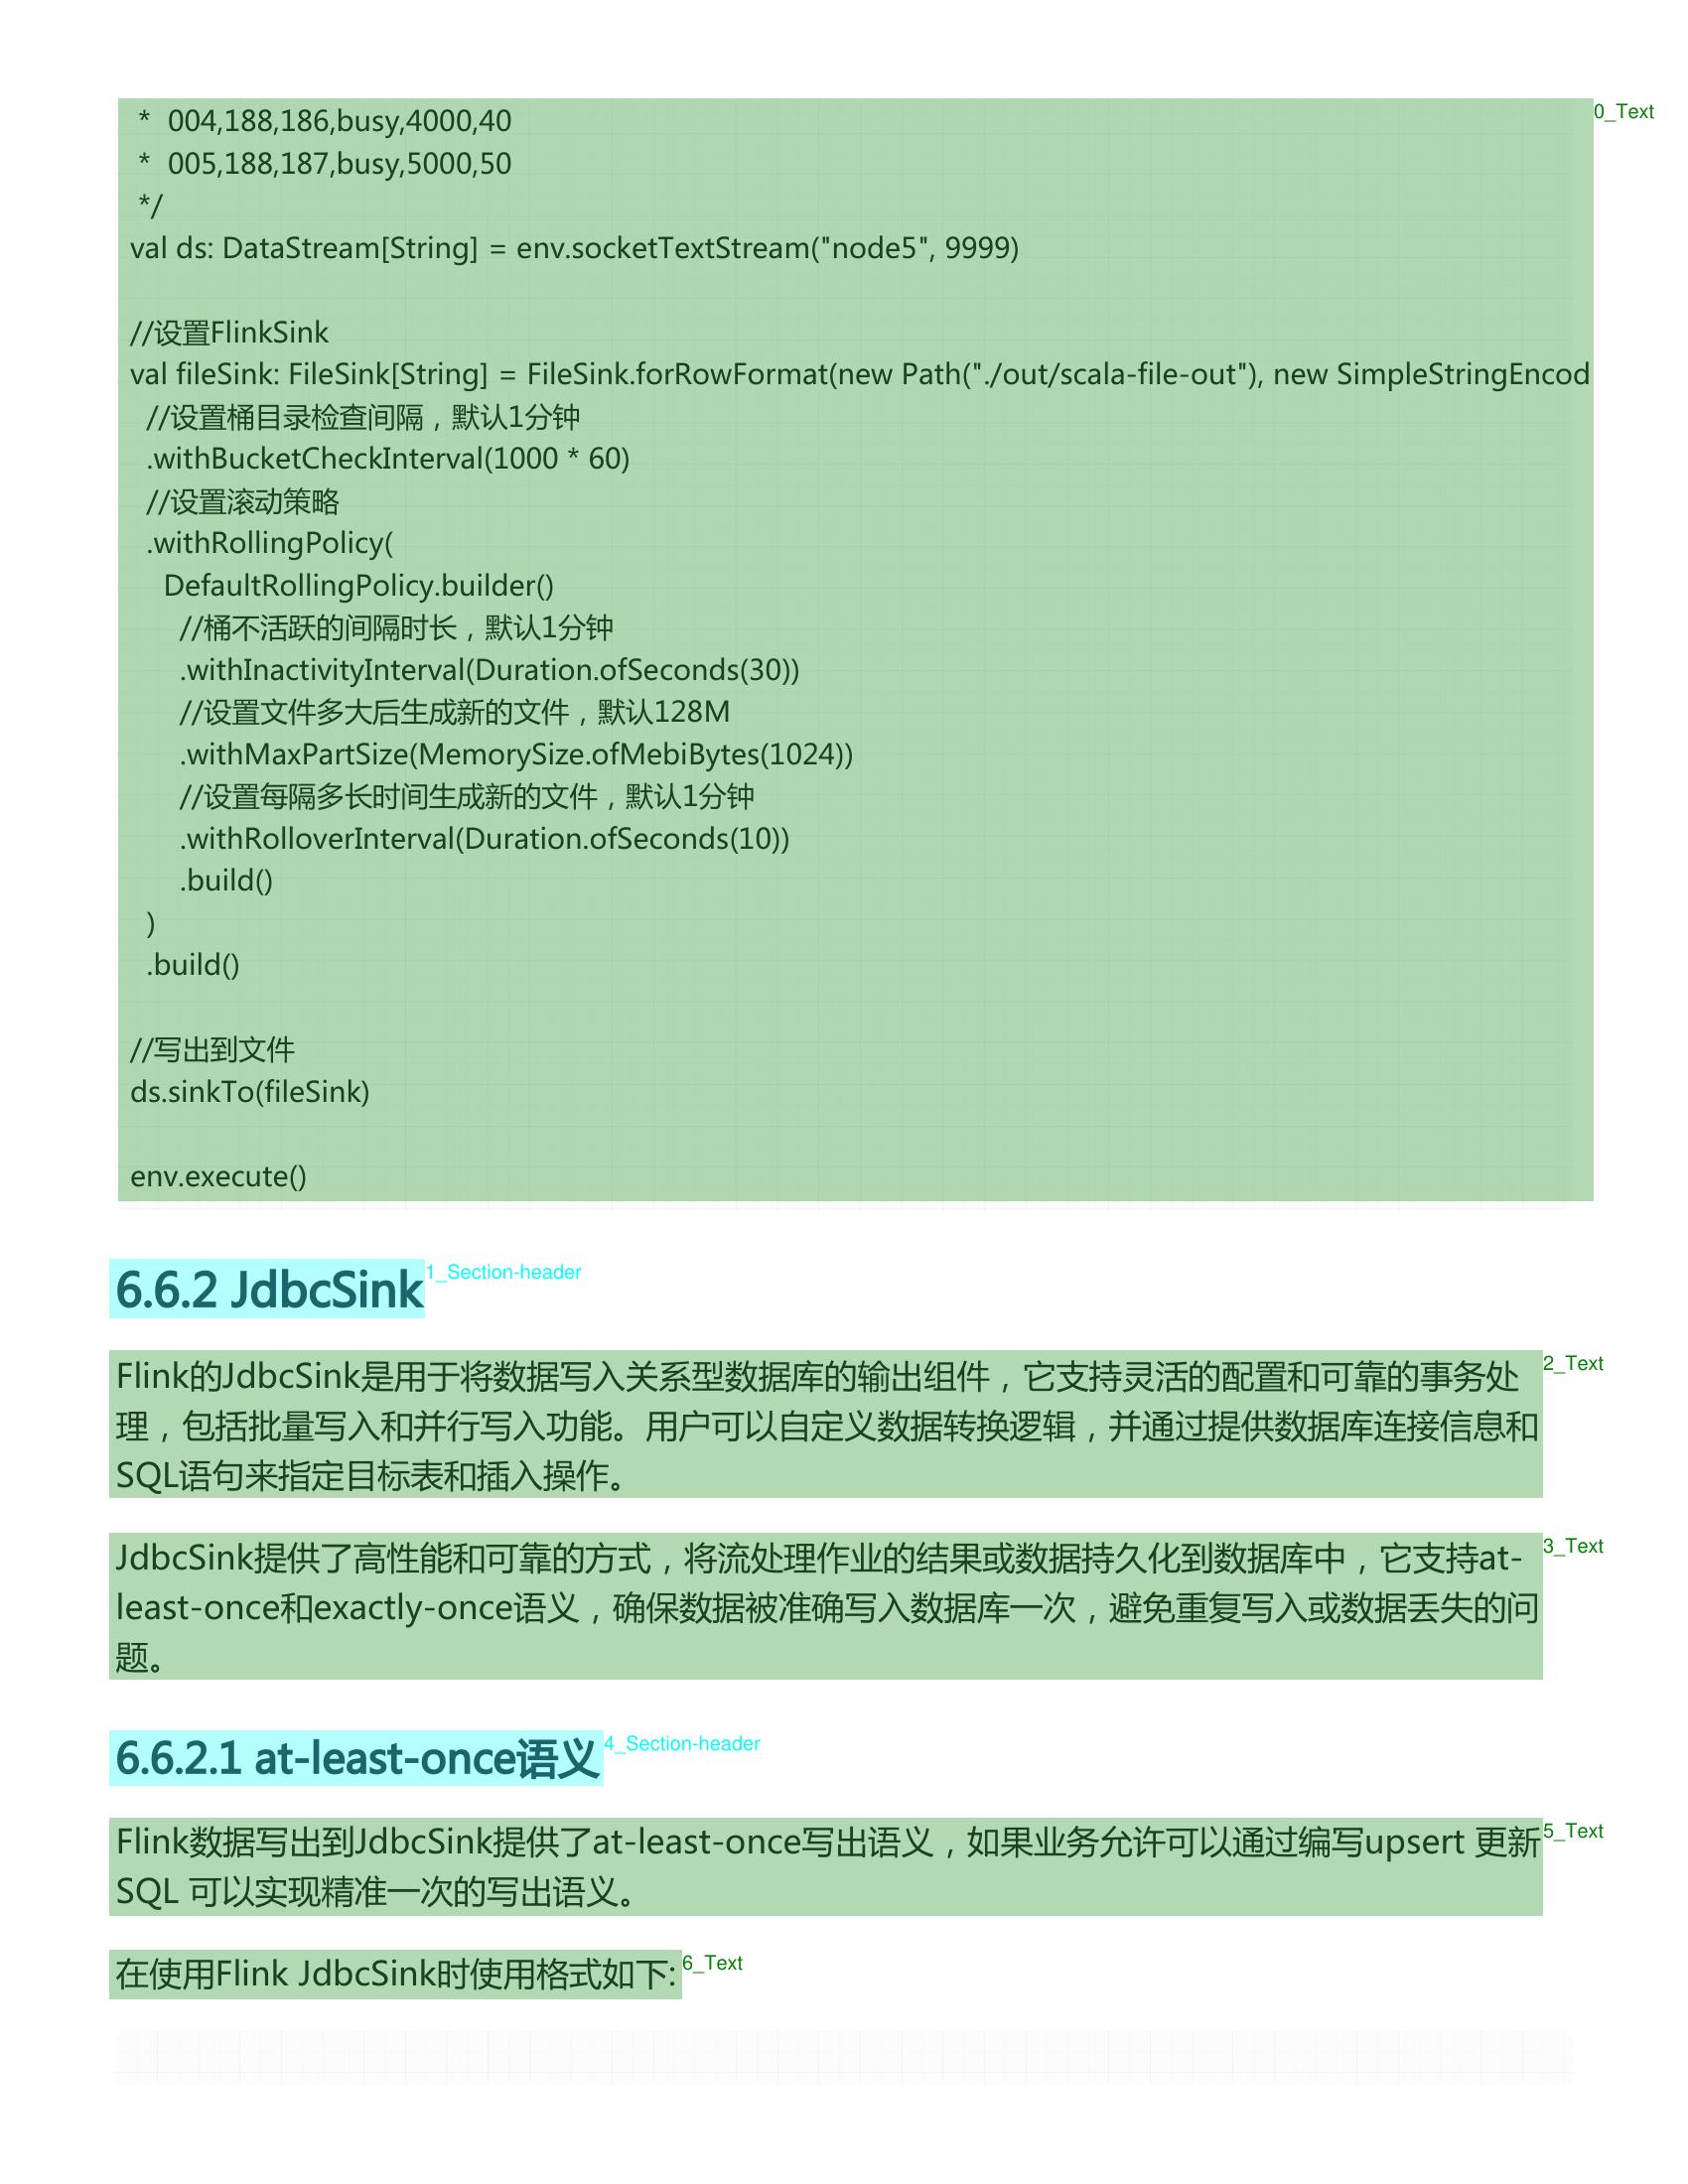 *  004,188,186,busy,4000,40
0_Text
 *  005,188,187,busy,5000,50
 */
val ds: DataStream[String] = env.socketTextStream("node5", 9999)
//设置FlinkSink
val fileSink: FileSink[String] = FileSink.forRowFormat(new Path("./out/scala-file-out"), new SimpleStringEncod
  //设置桶目录检查间隔，默认1分钟
  .withBucketCheckInterval(1000 * 60)
  //设置滚动策略
  .withRollingPolicy(
    DefaultRollingPolicy.builder()
      //桶不活跃的间隔时长，默认1分钟
      .withInactivityInterval(Duration.ofSeconds(30))
      //设置文件多大后生成新的文件，默认128M
      .withMaxPartSize(MemorySize.ofMebiBytes(1024))
      //设置每隔多长时间生成新的文件，默认1分钟
      .withRolloverInterval(Duration.ofSeconds(10))
      .build()
  )
  .build()
//写出到文件
ds.sinkTo(fileSink)
env.execute()
6.6.2 JdbcSink
1_Section-header
Flink的JdbcSink是用于将数据写入关系型数据库的输出组件，它支持灵活的配置和可靠的事务处
2_Text
理，包括批量写入和并行写入功能。用户可以自定义数据转换逻辑，并通过提供数据库连接信息和
SQL语句来指定目标表和插入操作。
JdbcSink提供了高性能和可靠的方式，将流处理作业的结果或数据持久化到数据库中，它支持at-
3_Text
least-once和exactly-once语义，确保数据被准确写入数据库一次，避免重复写入或数据丢失的问
题。
6.6.2.1 at-least-once语义
4_Section-header
Flink数据写出到JdbcSink提供了at-least-once写出语义，如果业务允许可以通过编写upsert 更新
5_Text
SQL 可以实现精准一次的写出语义。
在使用Flink JdbcSink时使用格式如下:
6_Text